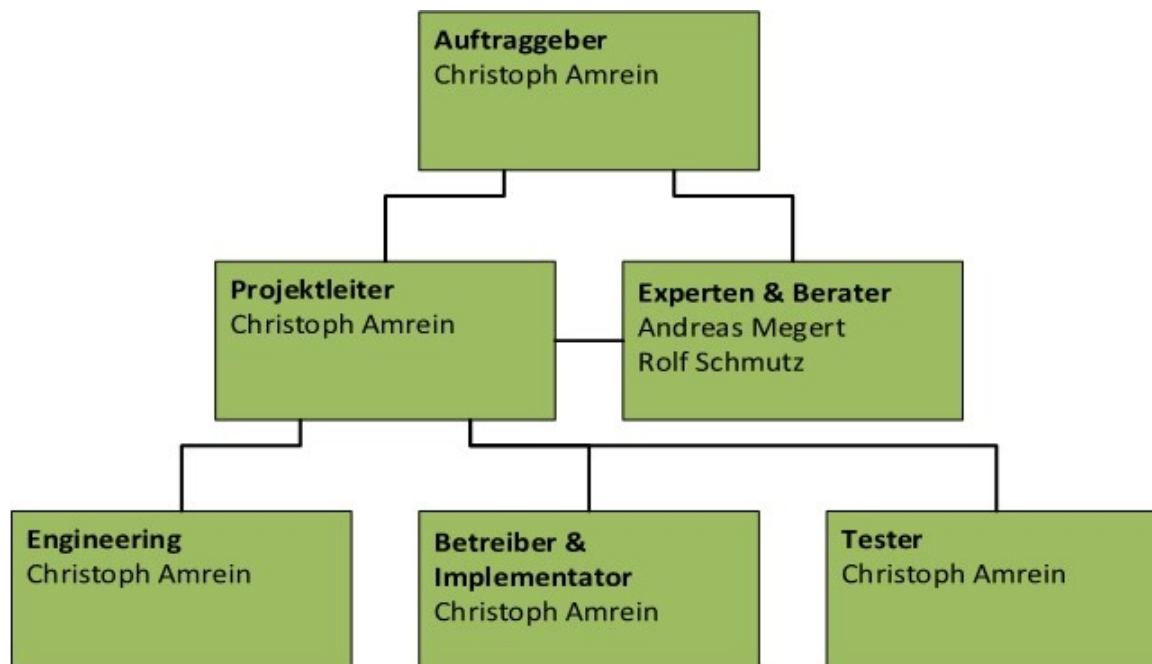 Auftraggeber
Christoph Amrein
Projektleiter
Christoph Amrein
Experten & Berater
Andreas Megert
Rolf Schmutz
Engineering
Christoph Amrein
Betreiber &
Implementator
Christoph Amrein
Tester
Christoph Amrein